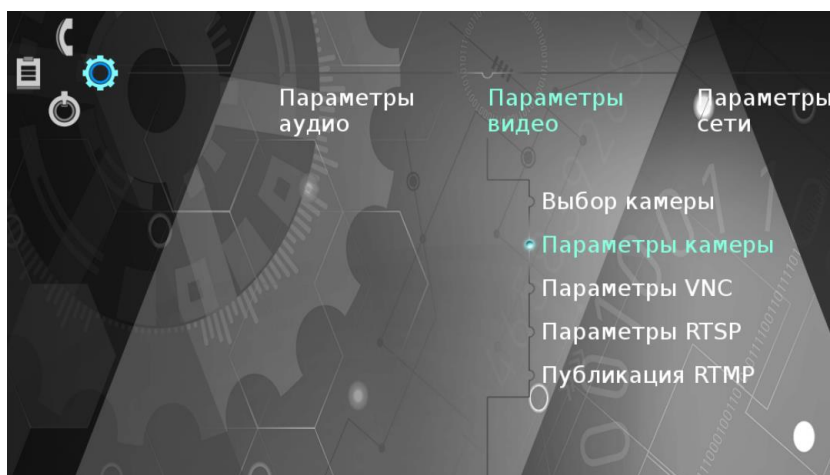 Параметры
аудио
Параметры
видео
Параметры
сети
Выбор камеры
Параметры камеры
Параметры VNC
Параметры RTSP
Публикация RTMP